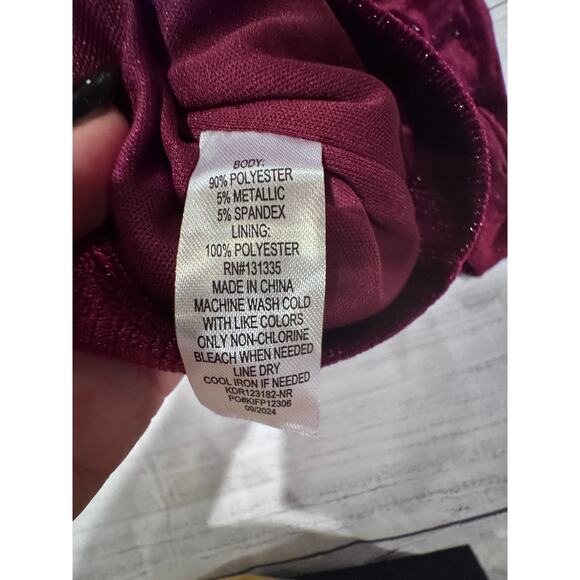 BODY:
90% POLYESTER
5% METALLIC
5% SPANDEX
LINING:
100% POLYESTER
RN#131335
MADE IN CHINA
MACHINE WASH COLD
WITH LIKE COLORS
ONLY NON-CHLORINE
BLEACH WHEN NEEDED
LINE DRY
COOL IRON IF NEEDED
KDR123182-NR
PO#KIFP12306
09/2024